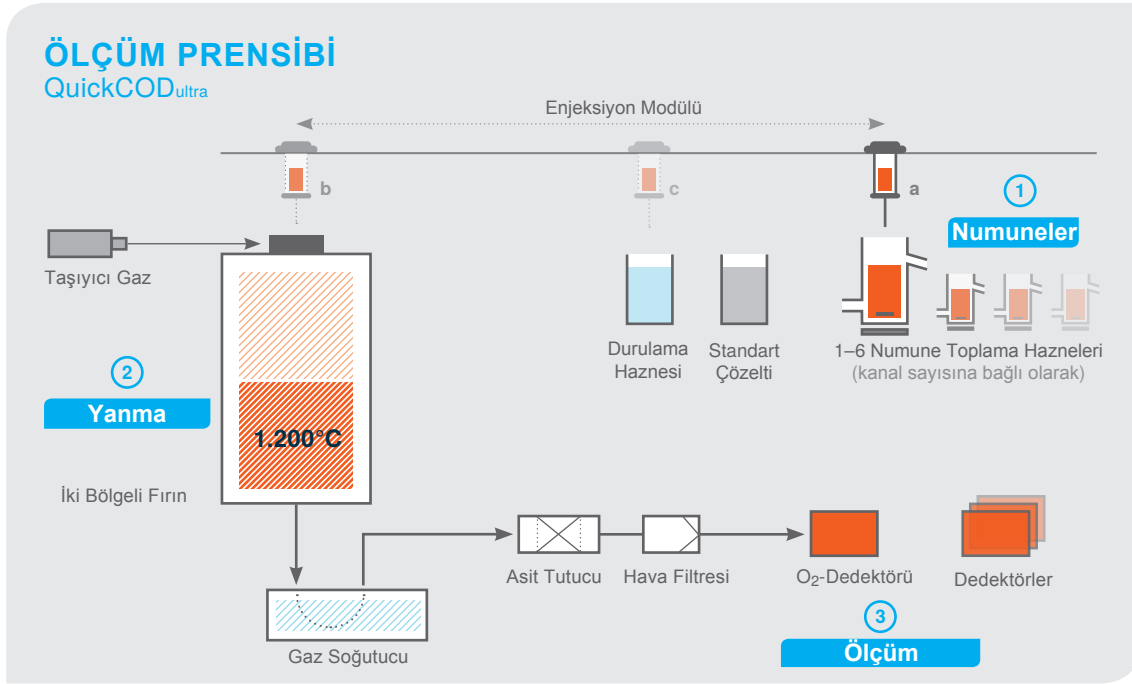 ÖLÇÜM PRENSİBİ
QuickCODultra
Enjeksiyon Modülü
b
c
a
1
Numuneler
Taşıyıcı Gaz
Durulama
Haznesi
Standart
Çözelti
1–6 Numune Toplama Hazneleri
(kanal sayısına bağlı olarak)
2
Yanma
1.200°C
İki Bölgeli Fırın
Asit Tutucu
Hava Filtresi
O₂-Dedektörü
Dedektörler
3
Ölçüm
Gaz Soğutucu